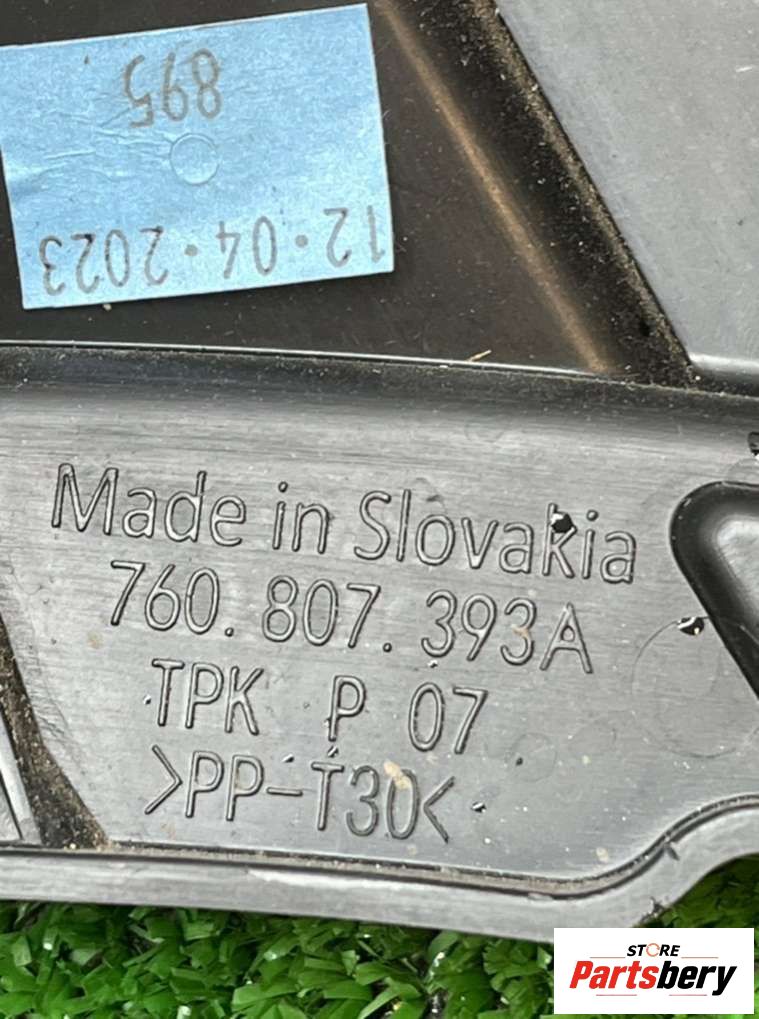 895
12.04.2023
Made in Slovakia
760.807.393A
TPK P 07
>PP-T30<
STORE
Partsbery